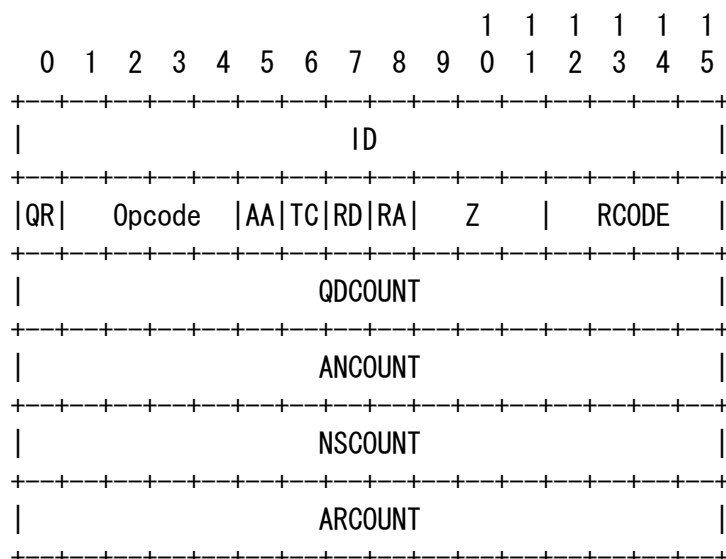 1  1  1  1  1  1
  0  1  2  3  4  5  6  7  8  9  0  1  2  3  4  5
+--+--+--+--+--+--+--+--+--+--+--+--+--+--+--+--+
|                      ID                       |
+--+--+--+--+--+--+--+--+--+--+--+--+--+--+--+--+
|QR|   Opcode  |AA|TC|RD|RA|   Z    |   RCODE   |
+--+--+--+--+--+--+--+--+--+--+--+--+--+--+--+--+
|                    QDCOUNT                    |
+--+--+--+--+--+--+--+--+--+--+--+--+--+--+--+--+
|                    ANCOUNT                    |
+--+--+--+--+--+--+--+--+--+--+--+--+--+--+--+--+
|                    NSCOUNT                    |
+--+--+--+--+--+--+--+--+--+--+--+--+--+--+--+--+
|                    ARCOUNT                    |
+--+--+--+--+--+--+--+--+--+--+--+--+--+--+--+--+